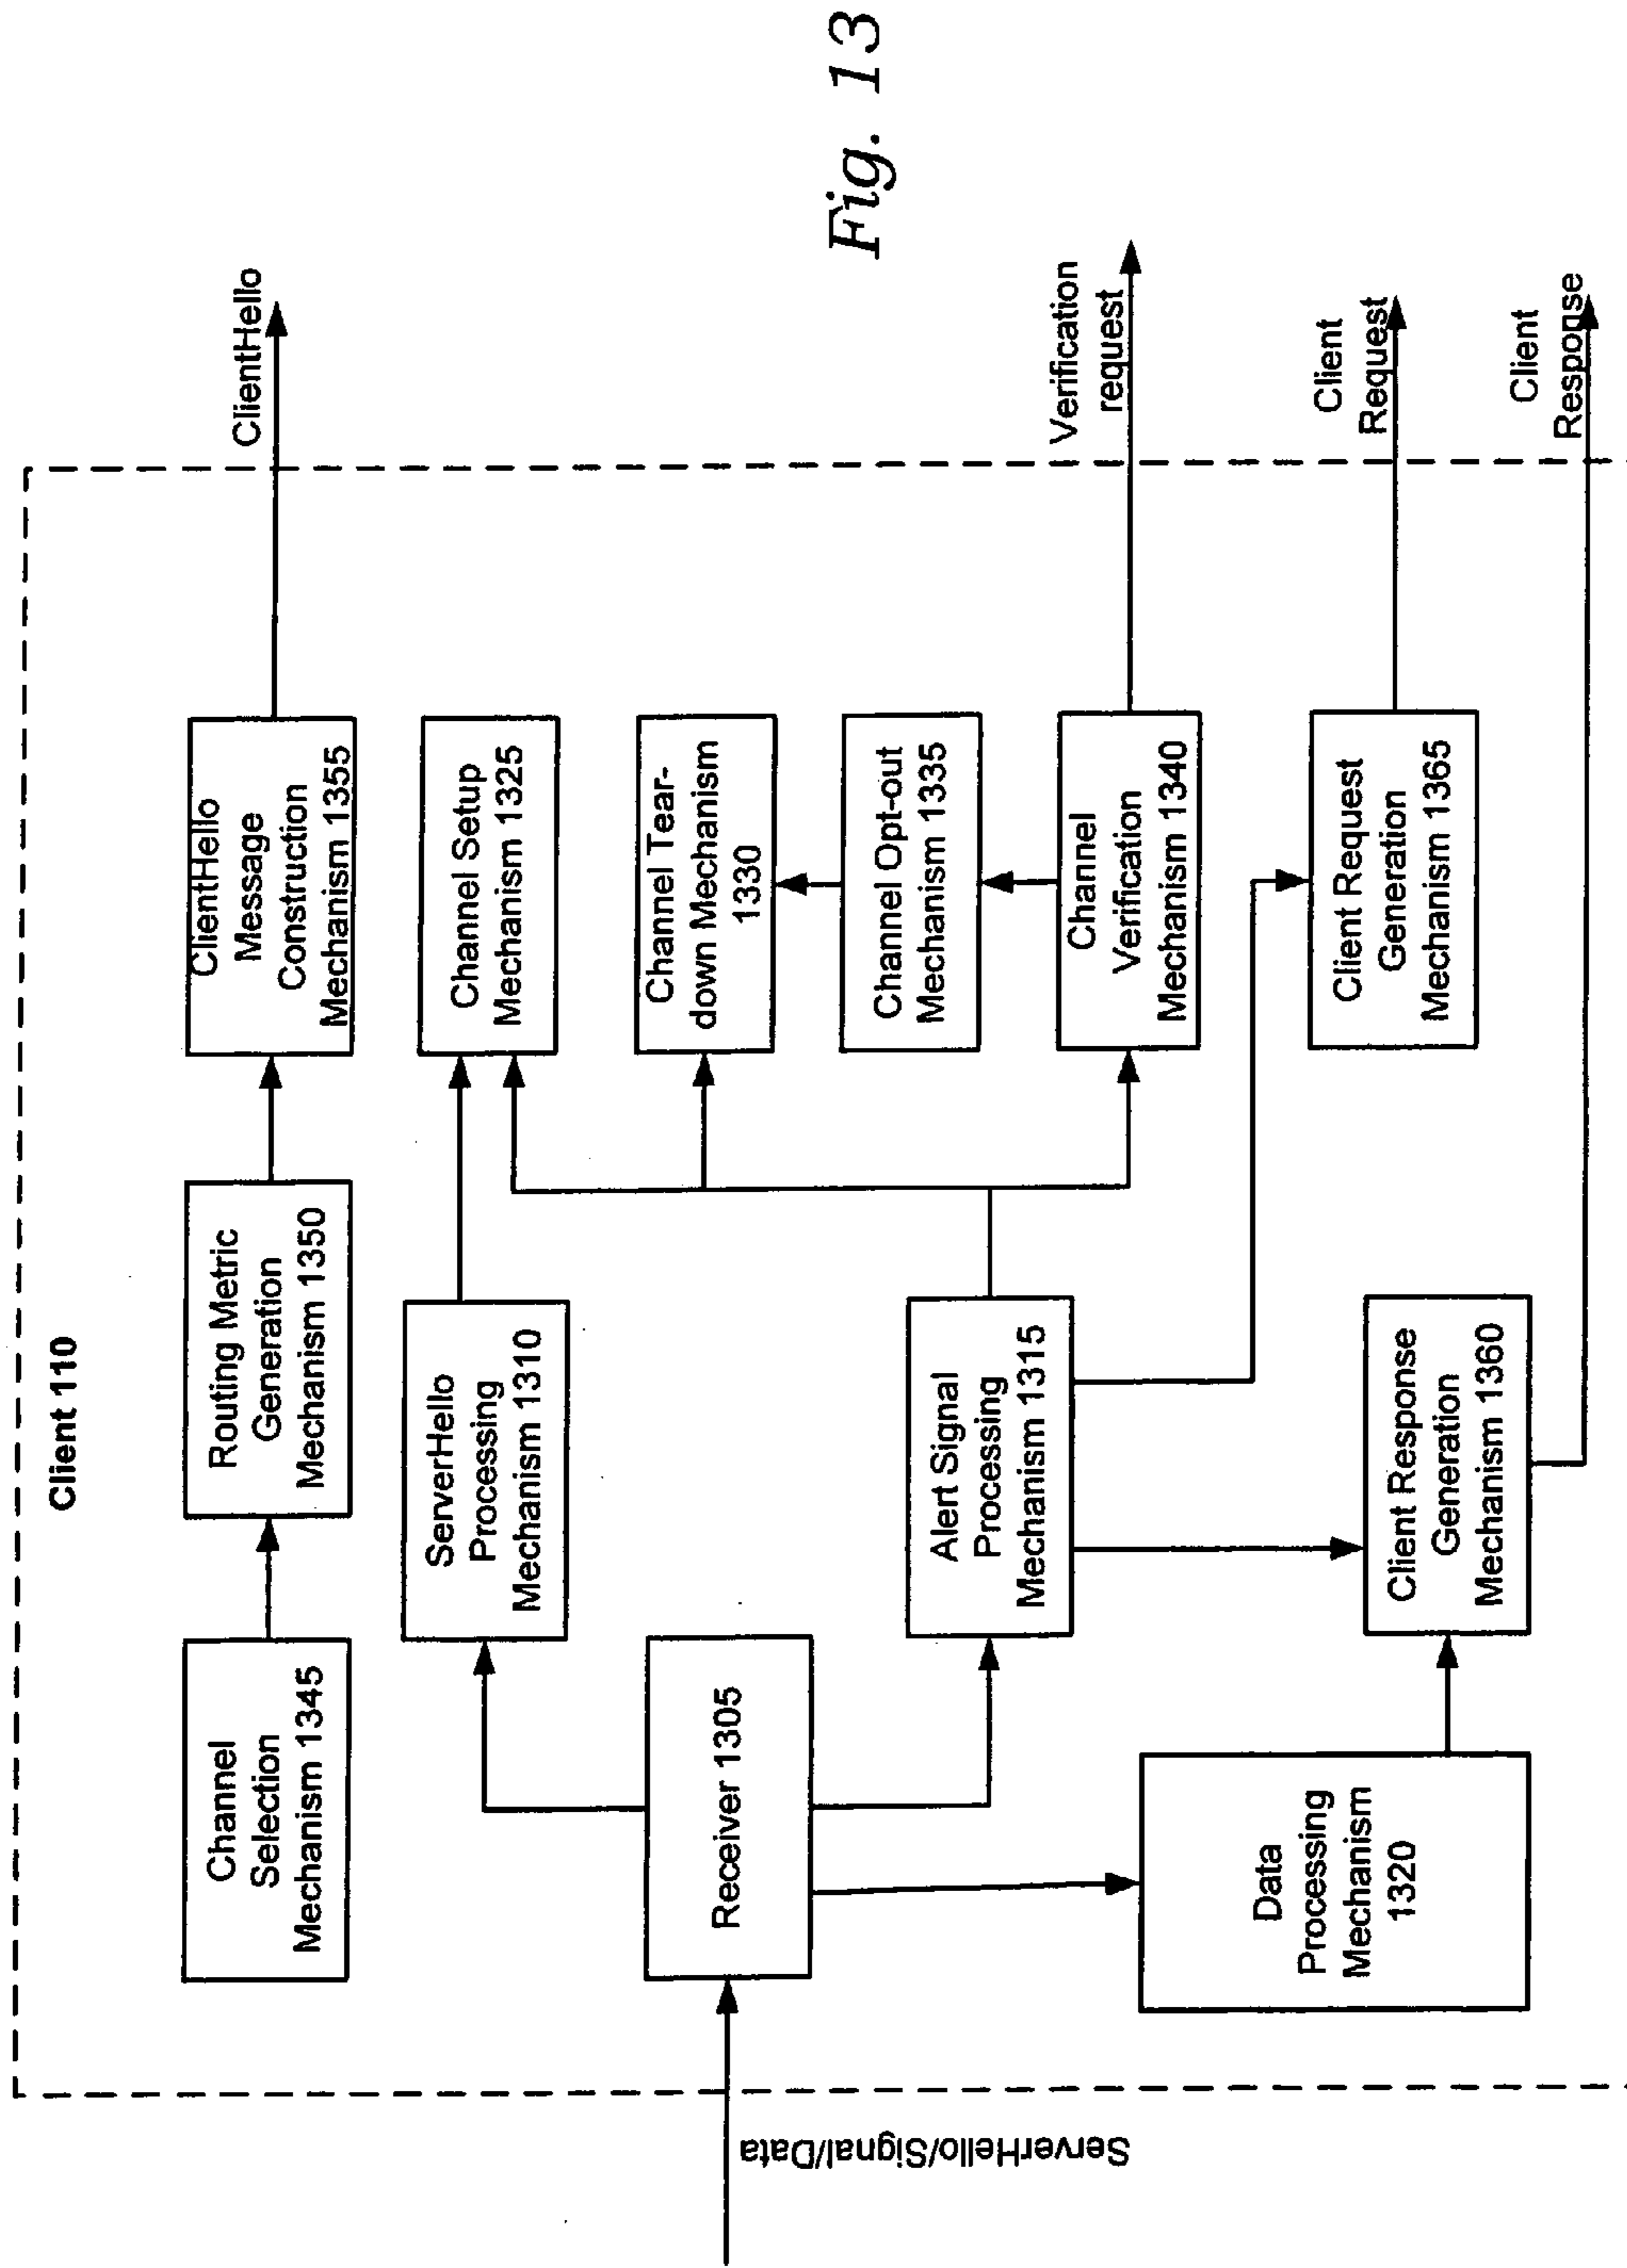 Client 110
Channel
Selection
Mechanism 1345
Routing Metric
Generation
Mechanism 1350
ClientHello
Message
Construction
Mechanism 1355
ClientHello
ServerHello
Processing
Mechanism 1310
Channel Setup
Mechanism 1325
Receiver 1305
Channel Tear-
down Mechanism
1330
Channel Opt-out
Mechanism 1335
ServerHello/Signal/Data
Alert Signal
Processing
Mechanism 1315
Channel
Verification
Mechanism 1340
Verification
request
Data
Processing
Mechanism
1320
Client Response
Generation
Mechanism 1360
Client Request
Generation
Mechanism 1365
Client
Request
Client
Response
Fig. 13